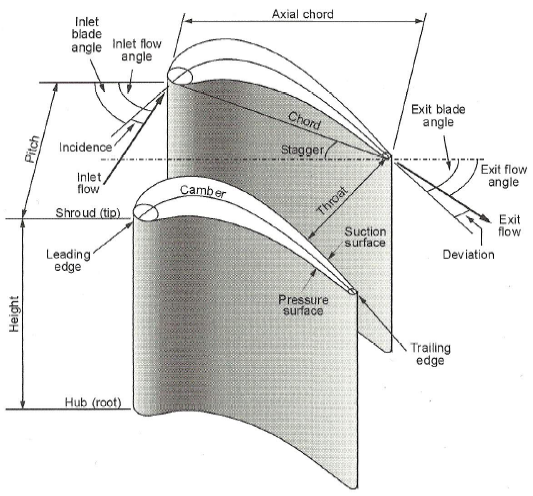 Axial chord
Inlet
blade
angle
Inlet flow
angle
Exit blade
angle
Chord
Pitch
Incidence
Stagger
Exit flow
angle
Inlet
flow
Camber
Throat
Exit
flow
Shroud (tip)
Suction
surface
Leading
edge
Deviation
Pressure
surface
Height
Trailing
edge
Hub (root)